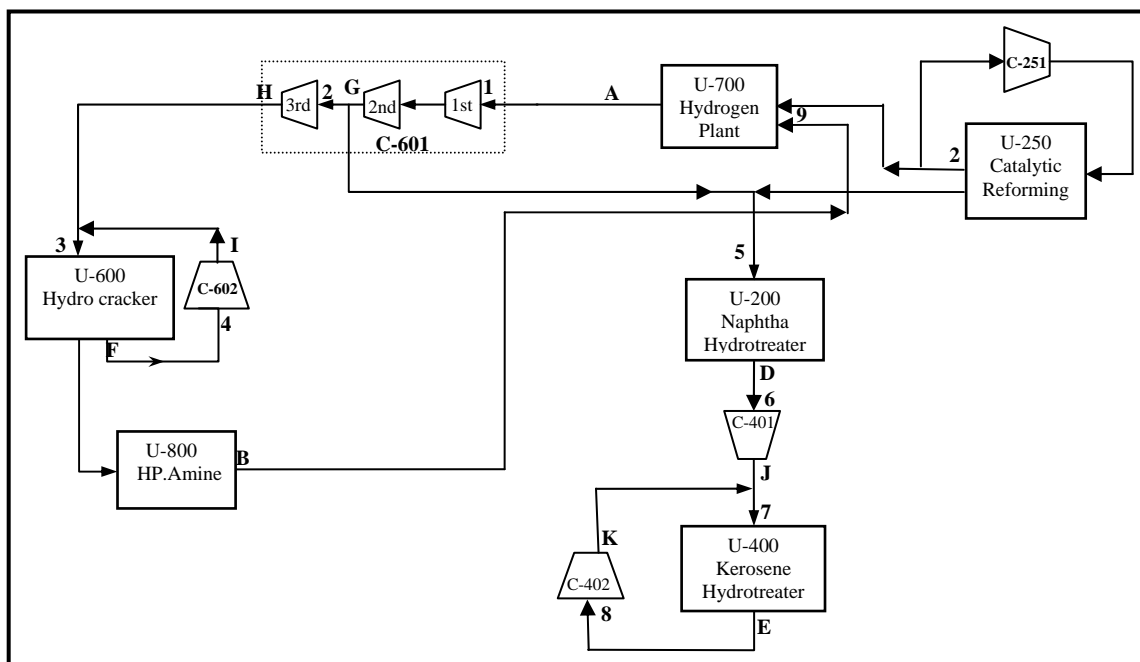 C-251
U-700
Hydrogen
Plant
A
9
H
3rd
2
G
2nd
1st
1
C-601
2
U-250
Catalytic
Reforming
3
I
U-600
Hydro cracker
C-602
4
F
5
U-200
Naphtha
Hydrotreater
D
6
C-401
J
7
U-800
HP.Amine
B
K
C-402
8
U-400
Kerosene
Hydrotreater
E